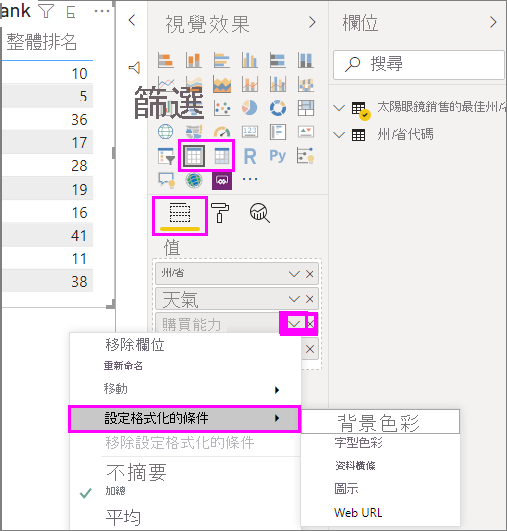 ank
整體排名
10
5
36
17
28
19
16
41
11
38
視覺效果
篩選
123
R
Py
值
州/省
天氣
購買能力
移除欄位
重新命名
移動
設定格式化的條件
移除設定格式化的條件
不摘要
加總
平均
背景色彩
字型色彩
資料橫條
圖示
Web URL
欄位
搜尋
太陽眼鏡銷售的最佳州/
州/省代碼